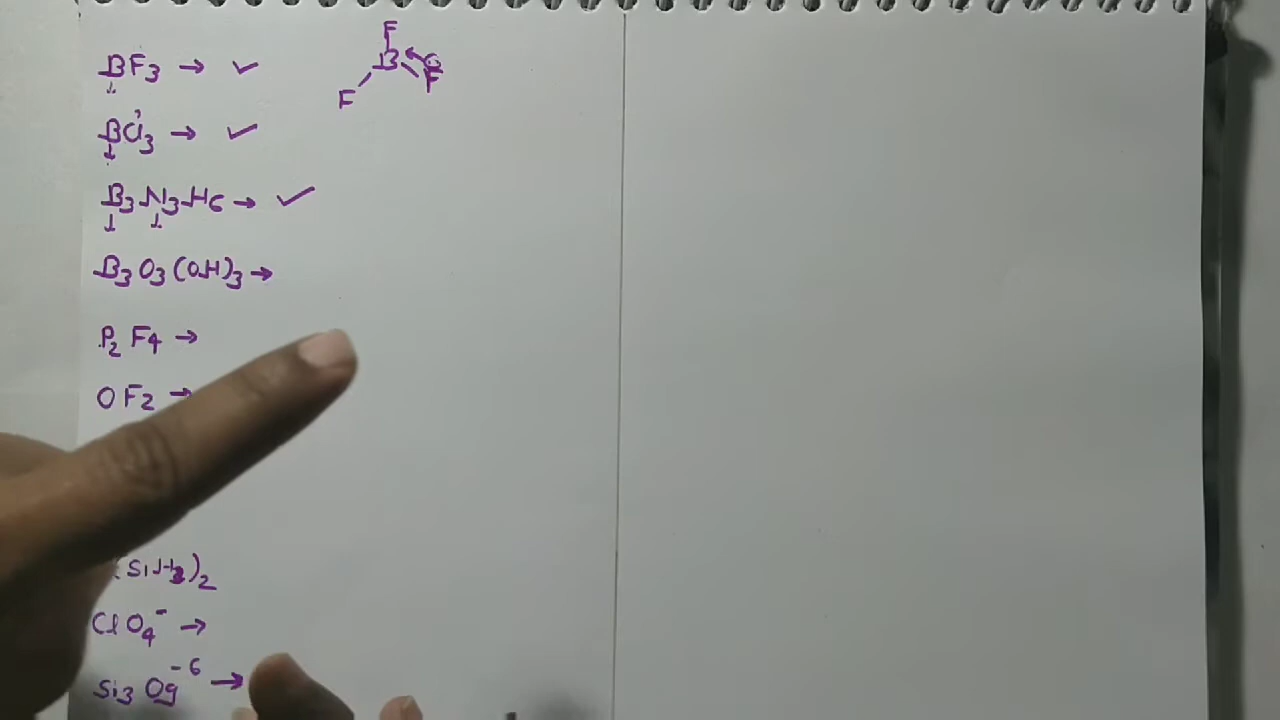 BF3 → ✓
BCl3 → ✓
B3N3H6 → ✓
B3O3(OH)3 →
P2F4 →
OF2 →
(SiH3)2
ClO4- →
Si3O9-6 →
F
B
F
F